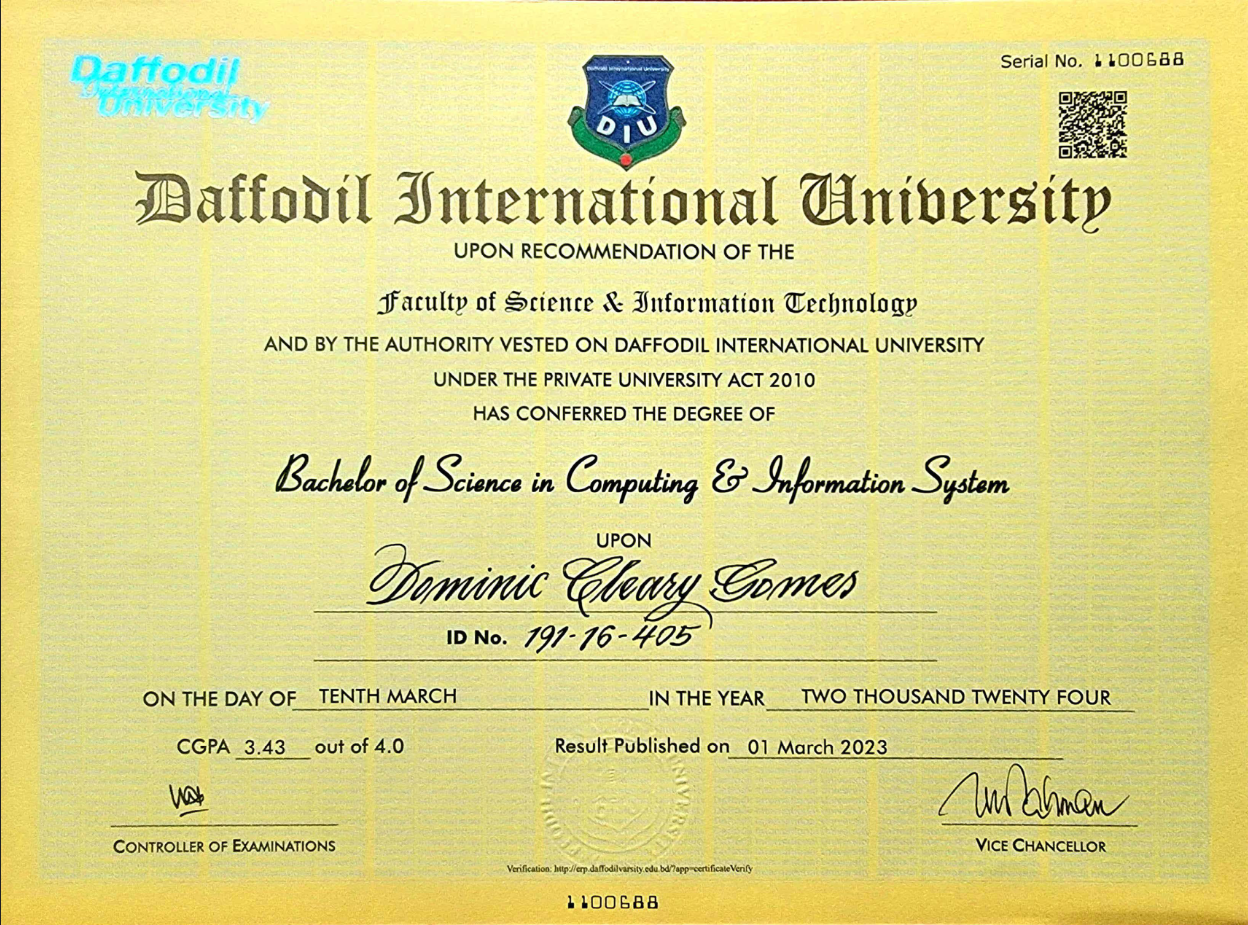 Daffodil
International
University
Serial No. 1100688
Daffodil International University
DIU
Daffodil International University
UPON RECOMMENDATION OF THE
Faculty of Science & Information Technology
AND BY THE AUTHORITY VESTED ON DAFFODIL INTERNATIONAL UNIVERSITY
UNDER THE PRIVATE UNIVERSITY ACT 2010
HAS CONFERRED THE DEGREE OF
Bachelor of Science in Computing & Information System
UPON
Dominic Cleary Gomes
ID No. 191-16-405
ON THE DAY OF TENTH MARCH IN THE YEAR TWO THOUSAND TWENTY FOUR
CGPA 3.43 out of 4.0 Result Published on 01 March 2023
CONTROLLER OF EXAMINATIONS VICE CHANCELLOR
Verification: http://erp.daffodilvarsity.edu.bd/?app=certificateVerify
1100688